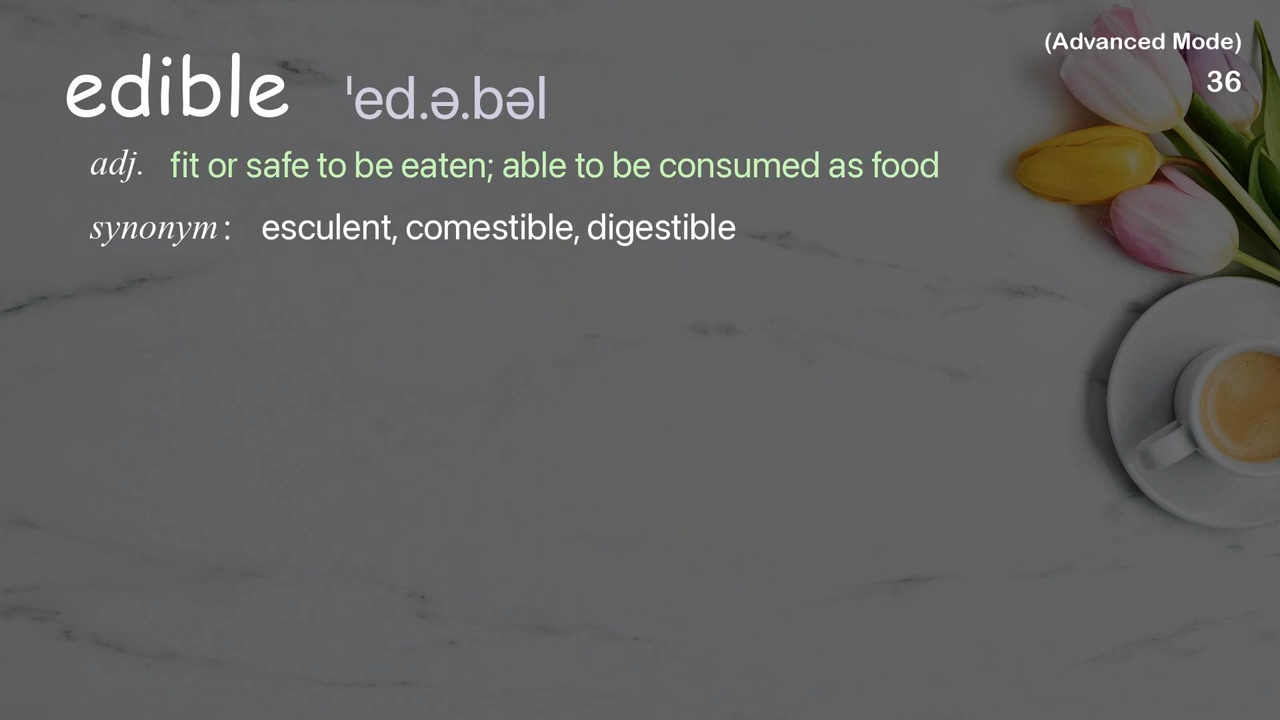 (Advanced Mode)
36
edible ˈed.ə.bəl
adj. fit or safe to be eaten; able to be consumed as food
synonym : esculent, comestible, digestible